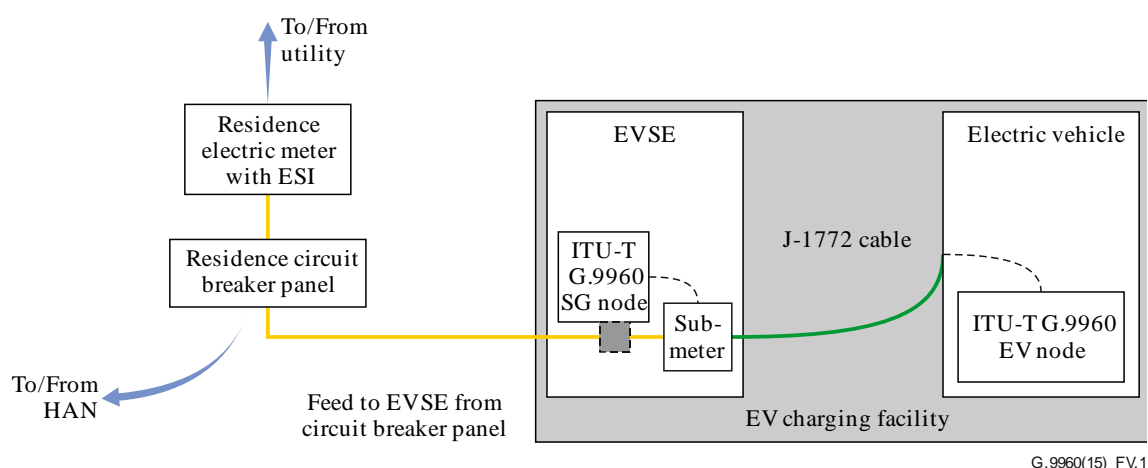 To/From
utility
Residence
electric meter
with ESI
EVSE
Electric vehicle
Residence circuit
breaker panel
ITU-T
G.9960
SG node
J-1772 cable
Sub-
meter
ITU-T G.9960
EV node
To/From
HAN
Feed to EVSE from
circuit breaker panel
EV charging facility
G.9960(15)_FV.1